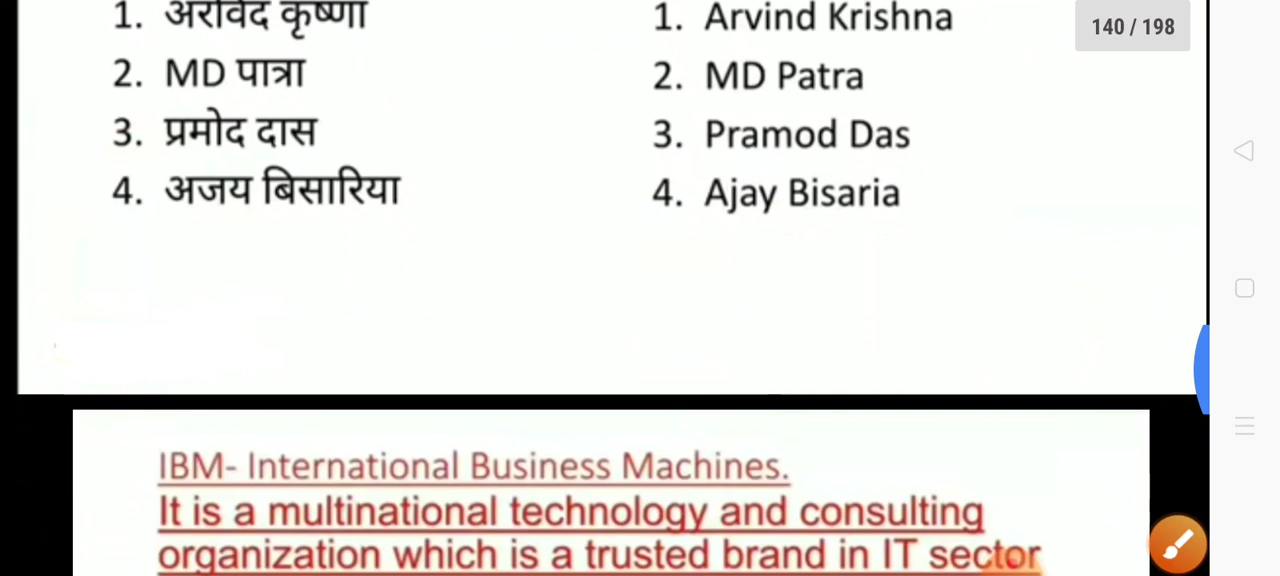 1. अरविंद कृष्णा
1. Arvind Krishna
140 / 198
2. MD पात्रा
2. MD Patra
3. प्रमोद दास
3. Pramod Das
4. अजय बिसारिया
4. Ajay Bisaria
IBM- International Business Machines.
It is a multinational technology and consulting
organization which is a trusted brand in IT sector